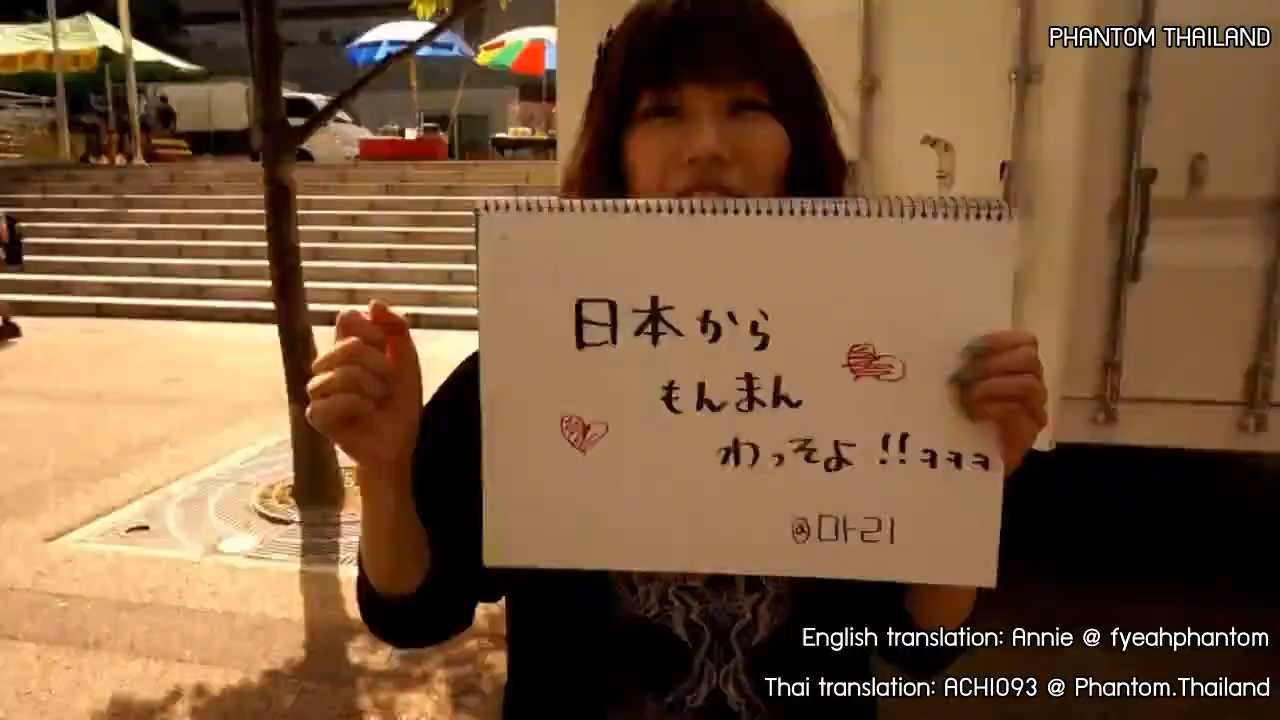 PHANTOM THAILAND
日本から
もんまん
わっそよ!!ㅋㅋㅋ
@마리
English translation: Annie @ fyeahphantom
Thai translation: ACHI093 @ Phantom.Thailand